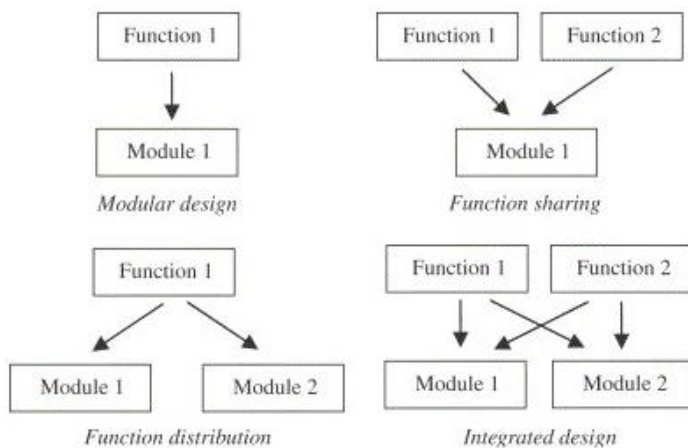 Function 1
Module 1
Modular design
Function 1 Function 2
Module 1
Function sharing
Function 1
Module 1 Module 2
Function distribution
Function 1 Function 2
Module 1 Module 2
Integrated design